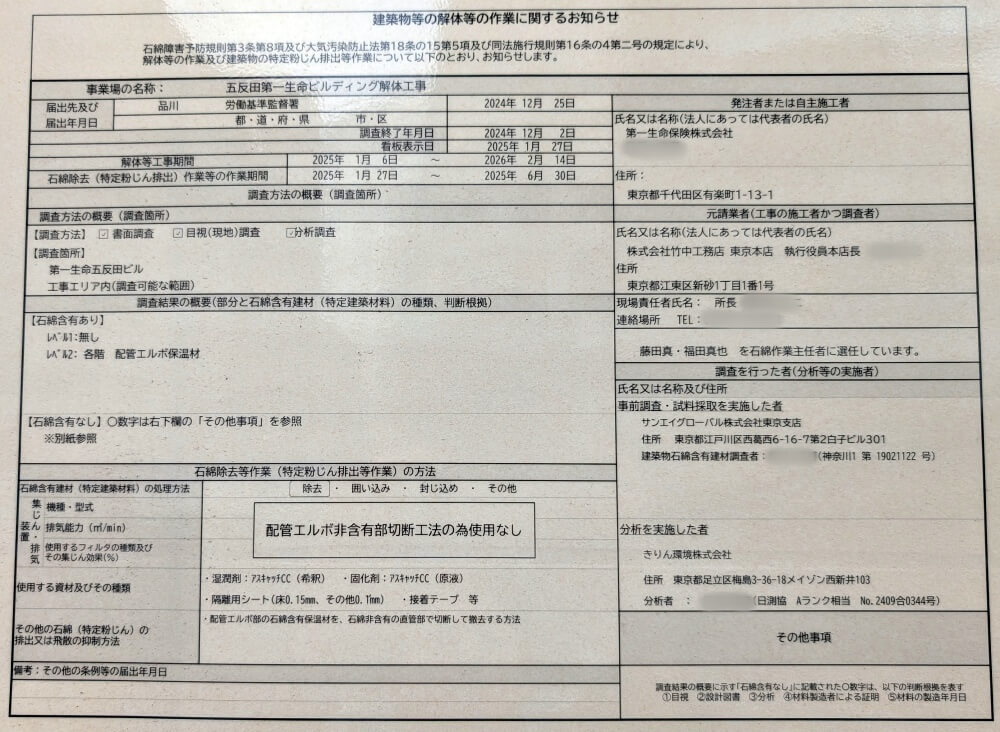 建築物等の解体等の作業に関するお知らせ
石綿障害予防規則第3条第8項及び大気汚染防止法第18条の15第5項及び同法施行規則第16条の4第二号の規定により、
解体等の作業及び建築物の特定粉じん排出等作業について以下のとおり、お知らせします。
事業場の名称： 五反田第一生命ビルディング解体工事
届出先及び
届出年月日
品川 労働基準監督署 2024年 12月 25日
都・道・府・県 市・区
調査終了年月日 2024年 12月 2日
看板表示日 2025年 1月 27日
解体等工事期間 2025年 1月 6日 ～ 2026年 2月 14日
石綿除去（特定粉じん排出）作業等の作業期間 2025年 1月 27日 ～ 2025年 6月 30日
調査方法の概要（調査箇所）
調査方法の概要（調査箇所）
【調査方法】 ☑ 書面調査 ☑ 目視(現地)調査 ☑分析調査
【調査箇所】
第一生命五反田ビル
工事エリア内(調査可能な範囲)
調査結果の概要(部分と石綿含有建材（特定建築材料）の種類、判断根拠)
【石綿含有あり】
ﾚﾍﾞﾙ1:無し
ﾚﾍﾞﾙ2: 各階 配管エルボ保温材
【石綿含有なし】〇数字は右下欄の「その他事項」を参照
※別紙参照
石綿除去等作業（特定粉じん排出等作業）の方法
石綿含有建材（特定建築材料）の処理方法 除去 ・ 囲い込み ・ 封じ込め ・ その他
集じん・排気装置
機種・型式
排気能力（㎥/min)
使用するフィルタの種類及び
その集じん効果(%)
配管エルボ非含有部切断工法の為使用なし
使用する資材及びその種類
・湿潤剤：ｱｽｷｬｯﾁCC（希釈） ・固化剤：ｱｽｷｬｯﾁCC（原液）
・隔離用シート(床0.15mm、その他0.1mm) ・接着テープ 等
その他の石綿（特定粉じん）の
排出又は飛散の抑制方法
・配管エルボ部の石綿含有保温材を、石綿非含有の直管部で切断して撤去する方法
備考：その他の条例等の届出年月日
発注者または自主施工者
氏名又は名称(法人にあっては代表者の氏名)
第一生命保険株式会社
住所：
東京都千代田区有楽町1-13-1
元請業者(工事の施工者かつ調査者)
氏名又は名称(法人にあっては代表者の氏名)
株式会社竹中工務店 東京本店 執行役員本店長
住所
東京都江東区新砂1丁目1番1号
現場責任者氏名： 所長
連絡場所 TEL：
藤田真・福田真也 を石綿作業主任者に選任しています。
調査を行った者(分析等の実施者)
氏名又は名称及び住所
事前調査・試料採取を実施した者
サンエイグローバル株式会社東京支店
住所 東京都江戸川区西葛西6-16-7第2白子ビル301
建築物石綿含有建材調査者： (神奈川1 第 19021122 号)
分析を実施した者
きりん環境株式会社
住所 東京都足立区梅島3-36-18メイゾン西新井103
分析者 ： (日測協 Aランク相当 No.2409合0344号)
その他事項
調査結果の概要に示す「石綿含有なし」に記載された〇数字は、以下の判断根拠を表す
①目視 ②設計図書 ③分析 ④材料製造者による証明 ⑤材料の製造年月日